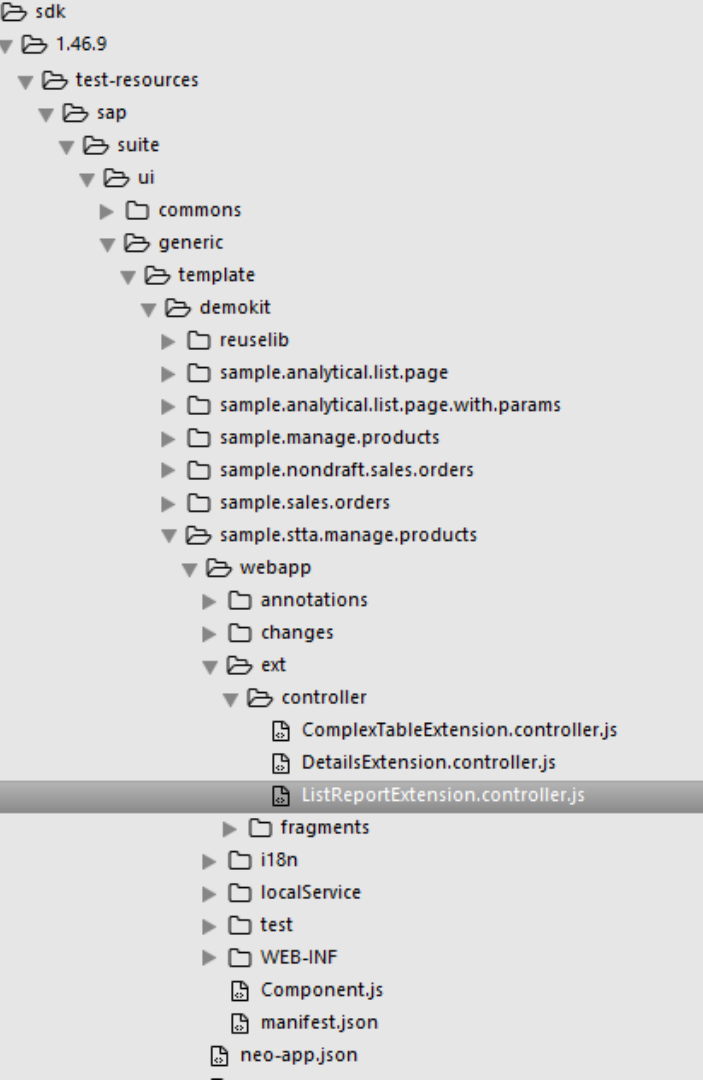 sdk
1.46.9
test-resources
sap
suite
ui
commons
generic
template
demokit
reuselib
sample.analytical.list.page
sample.analytical.list.page.with.params
sample.manage.products
sample.nondraft.sales.orders
sample.sales.orders
sample.stta.manage.products
webapp
annotations
changes
ext
controller
ComplexTableExtension.controller.js
DetailsExtension.controller.js
ListReportExtension.controller.js
fragments
i18n
localService
test
WEB-INF
Component.js
manifest.json
neo-app.json